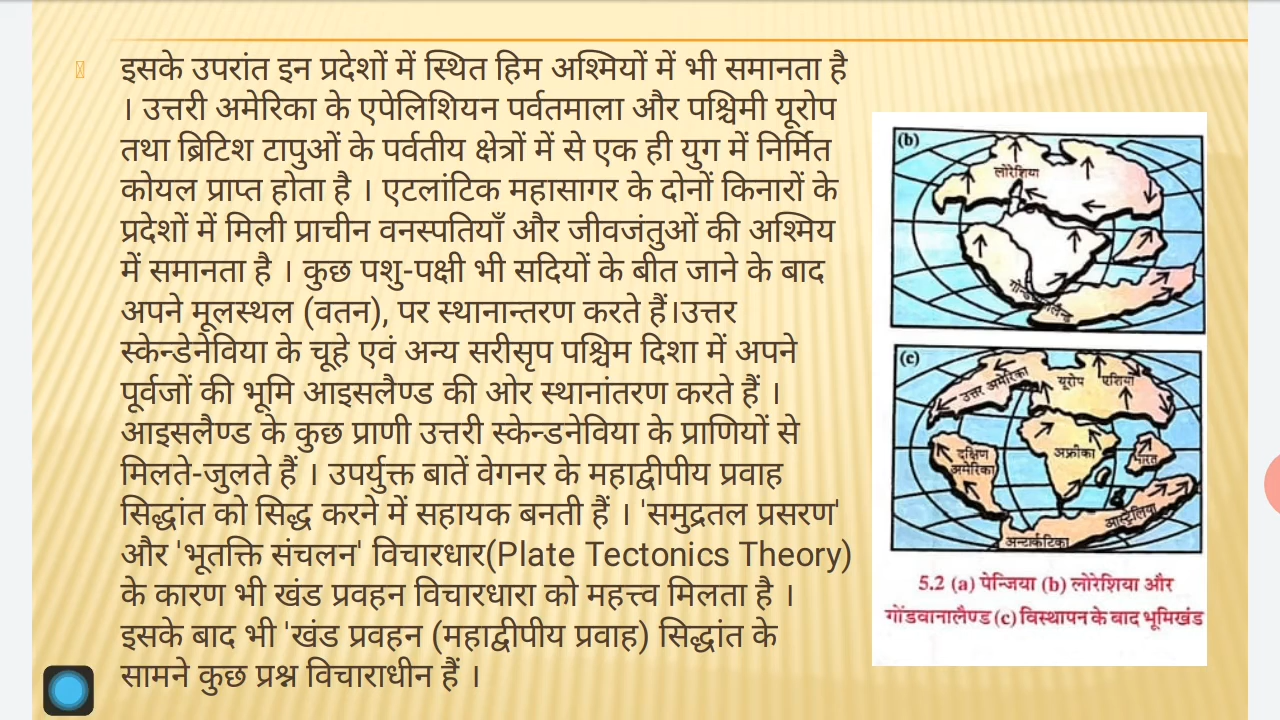 इसके उपरांत इन प्रदेशों में स्थित हिम अश्मियों में भी समानता है
। उत्तरी अमेरिका के एपेलिशियन पर्वतमाला और पश्चिमी यूरोप
तथा ब्रिटिश टापुओं के पर्वतीय क्षेत्रों में से एक ही युग में निर्मित
कोयल प्राप्त होता है । एटलांटिक महासागर के दोनों किनारों के
प्रदेशों में मिली प्राचीन वनस्पतियाँ और जीवजंतुओं की अश्मिय
में समानता है । कुछ पशु-पक्षी भी सदियों के बीत जाने के बाद
अपने मूलस्थल (वतन), पर स्थानान्तरण करते हैं।उत्तर
स्केन्डेनेविया के चूहे एवं अन्य सरीसृप पश्चिम दिशा में अपने
पूर्वजों की भूमि आइसलैण्ड की ओर स्थानांतरण करते हैं ।
आइसलैण्ड के कुछ प्राणी उत्तरी स्केन्डनेविया के प्राणियों से
मिलते-जुलते हैं । उपर्युक्त बातें वेगनर के महाद्वीपीय प्रवाह
सिद्धांत को सिद्ध करने में सहायक बनती हैं । 'समुद्रतल प्रसरण'
और 'भूतक्ति संचलन' विचारधार(Plate Tectonics Theory)
के कारण भी खंड प्रवहन विचारधारा को महत्त्व मिलता है ।
इसके बाद भी 'खंड प्रवहन (महाद्वीपीय प्रवाह) सिद्धांत के
सामने कुछ प्रश्न विचाराधीन हैं ।
(b)
लोरेशिया
(c)
उत्तर अमेरिका
यूरोप
एशिया
दक्षिण
अमेरिका
अफ्रीका
भारत
आस्ट्रेलिया
अन्टार्कटिका
5.2 (a) पेन्जिया (b) लोरेशिया और
गोंडवानालैण्ड (c) विस्थापन के बाद भूमिखंड